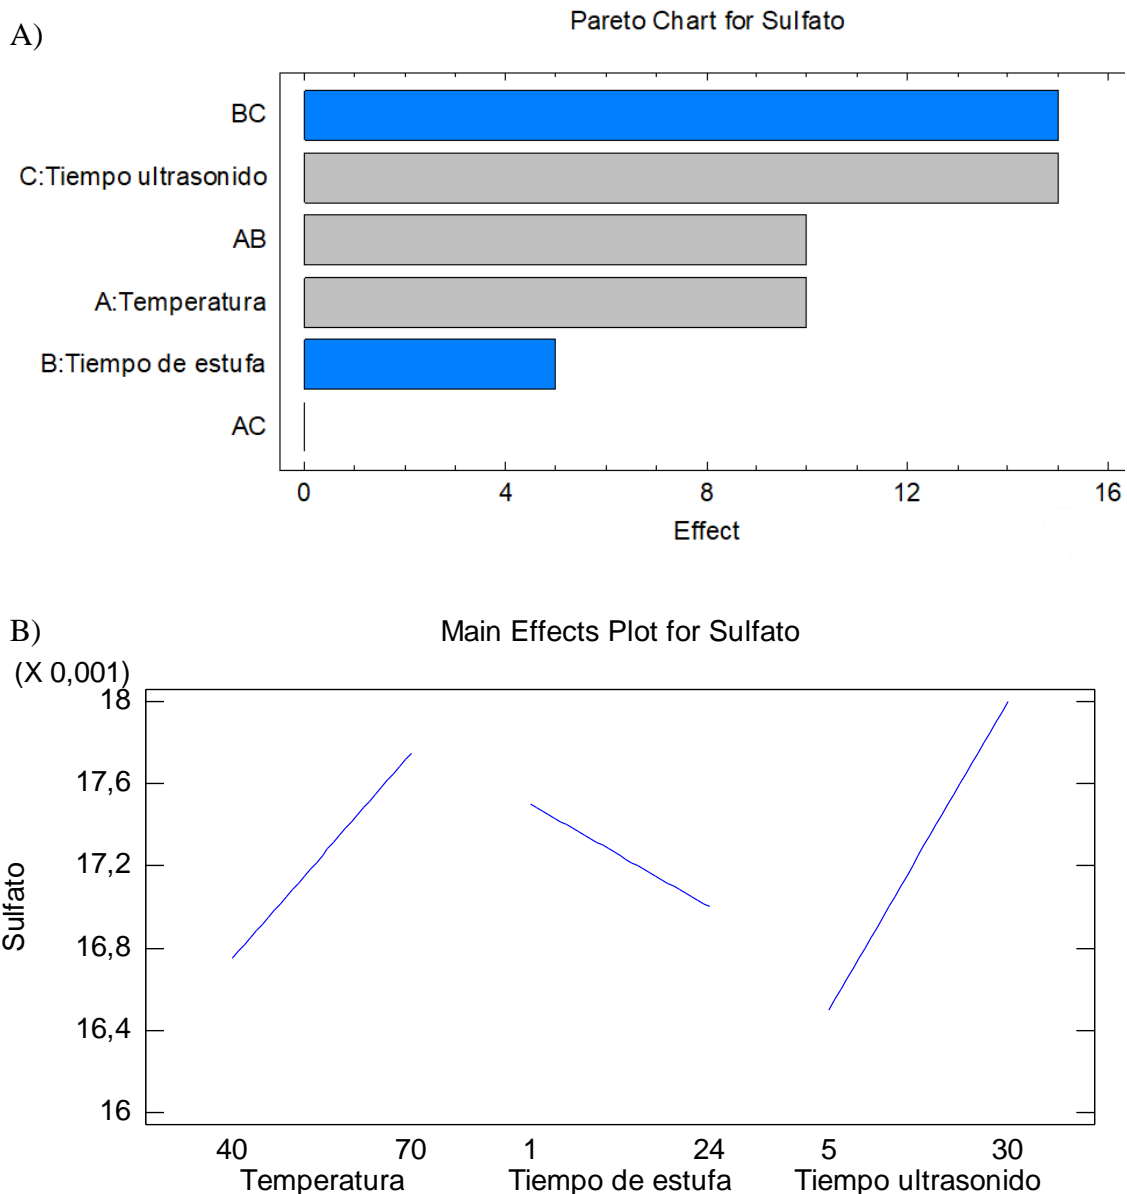 A)
Pareto Chart for Sulfato
BC
C:Tiempo ultrasonido
AB
A:Temperatura
B:Tiempo de estufa
AC
0 4 8 12 16
Effect
B)
Main Effects Plot for Sulfato
(X 0,001)
18
17,6
17,2
16,8
16,4
16
Sulfato
40 70 1 24 5 30
Temperatura Tiempo de estufa Tiempo ultrasonido